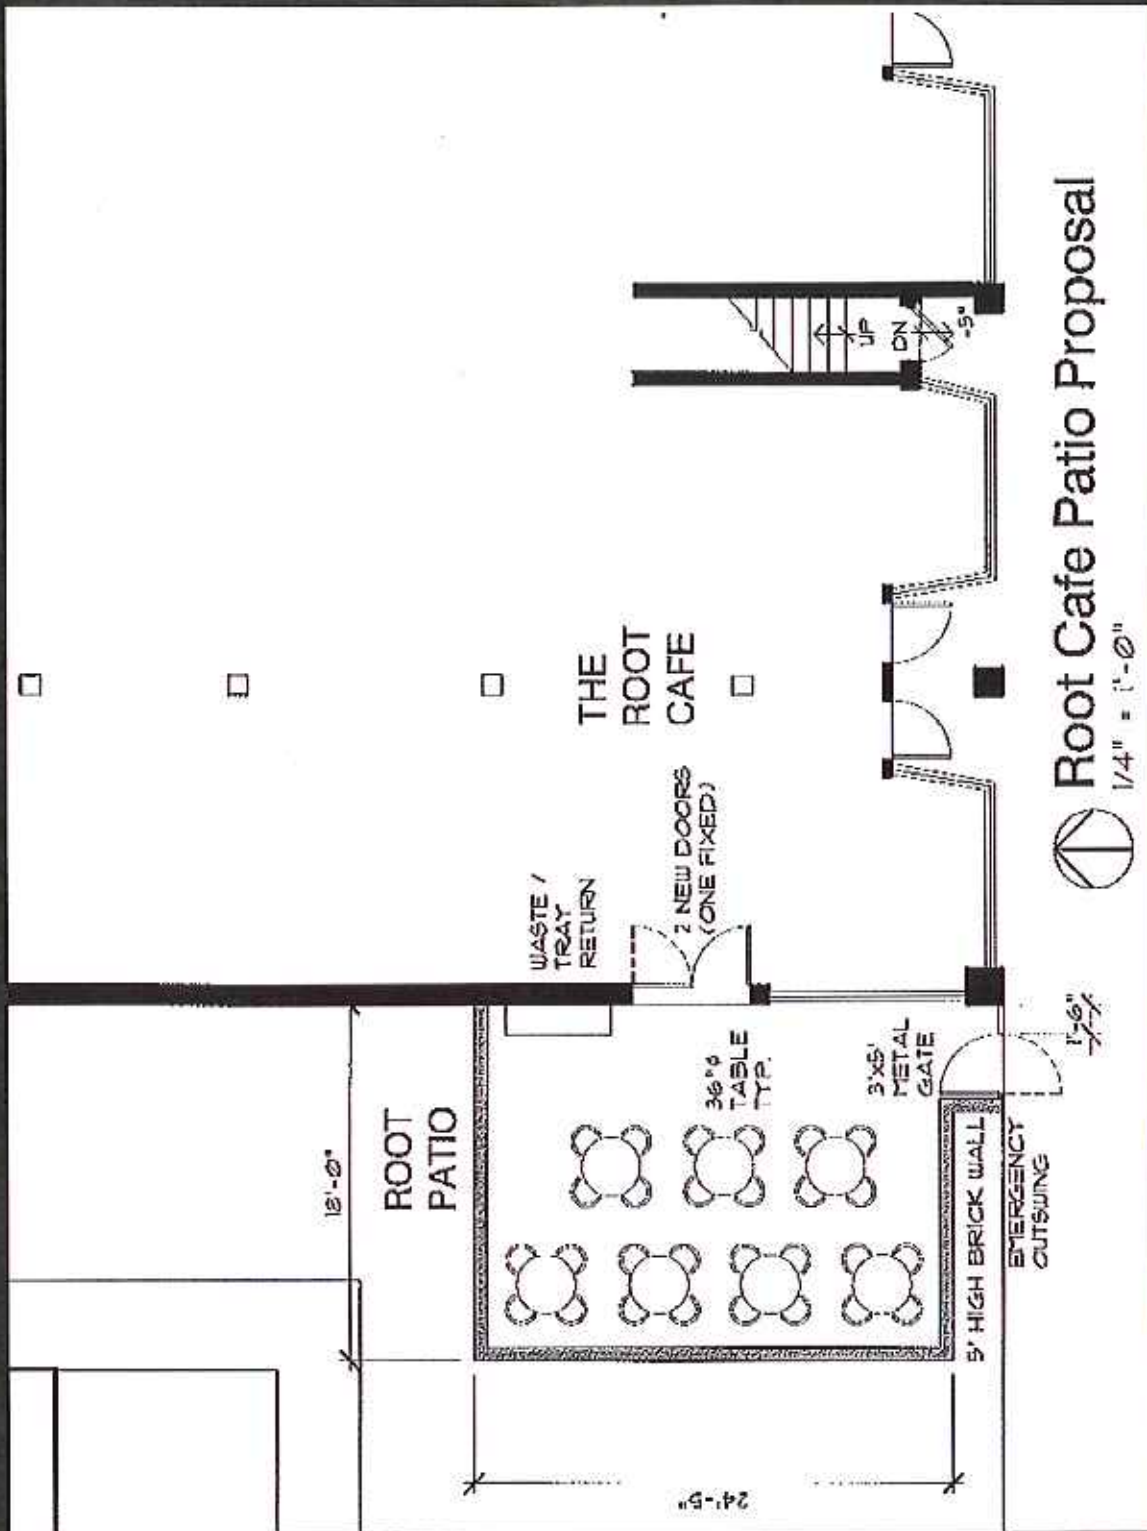 18'-0"
ROOT
PATIO
24'-5"
WASTE /
TRAY
RETURN
THE
ROOT
CAFE
2 NEW DOORS
(ONE FIXED)
36"⌀
TABLE
TYP.
3'x5'
METAL
GATE
5' HIGH BRICK WALL
EMERGENCY
OUTSWING
1'-6"
UP
DN
-5"
Root Cafe Patio Proposal
1/4" = 1'-0"